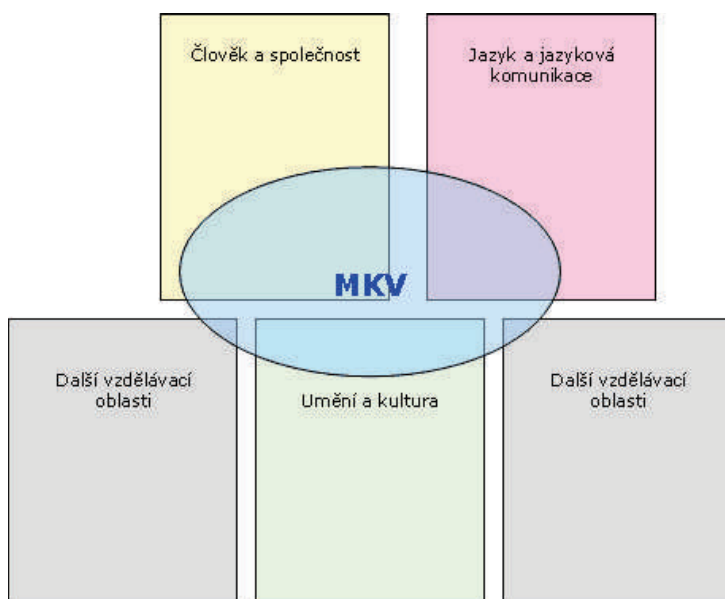 Člověk a společnost
Jazyk a jazyková
komunikace
MKV
Další vzdělávací
oblasti
Umění a kultura
Další vzdělávací
oblasti